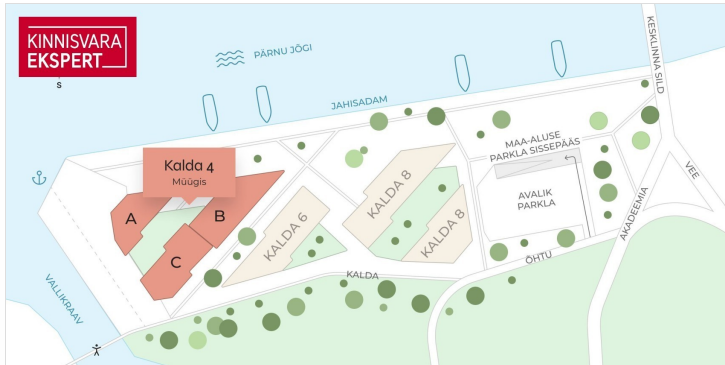 KINNISVARA
EKSPERT
S
PÄRNU JÕGI
JAHISADAM
KESKLINNA SILD
MAA-ALUSE
PARKLA SISSEPÄÄS
VEE
Kalda 4
Müügis
A
B
C
KALDA 6
KALDA 8
KALDA 8
AVALIK
PARKLA
AKADEEMIA
ÕHTU
KALDA
VALLIKRAAV